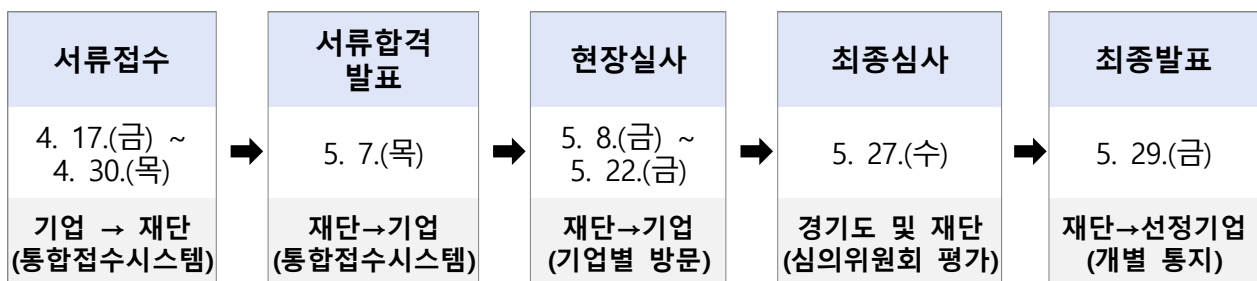 서류접수
4. 17.(금) ~
4. 30.(목)
기업 → 재단
(통합접수시스템)
서류합격
발표
5. 7.(목)
재단→기업
(통합접수시스템)
현장실사
5. 8.(금) ~
5. 22.(금)
재단→기업
(기업별 방문)
최종심사
5. 27.(수)
경기도 및 재단
(심의위원회 평가)
최종발표
5. 29.(금)
재단→선정기업
(개별 통지)